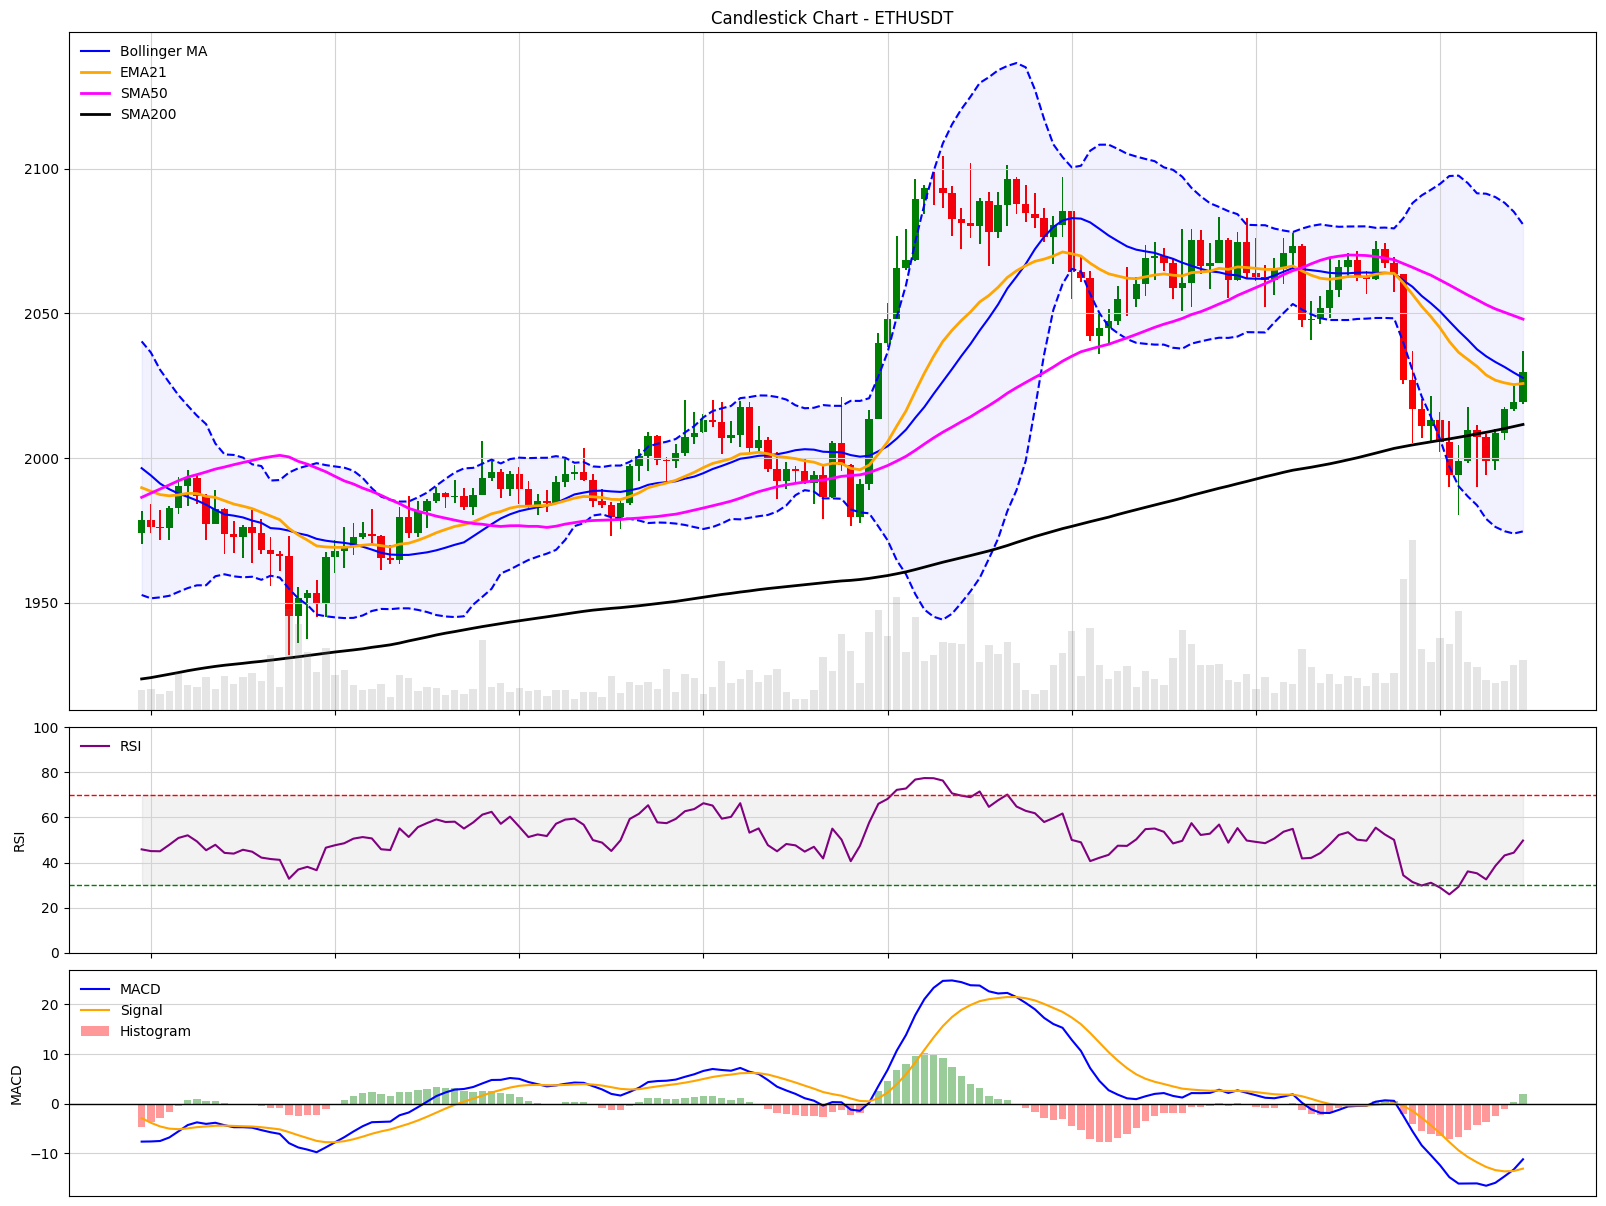 Candlestick Chart - ETHUSDT
Bollinger MA
EMA21
SMA50
SMA200
2100
2050
2000
1950
RSI
100
80
60
40
20
0
RSI
MACD
Signal
Histogram
20
10
0
−10
MACD